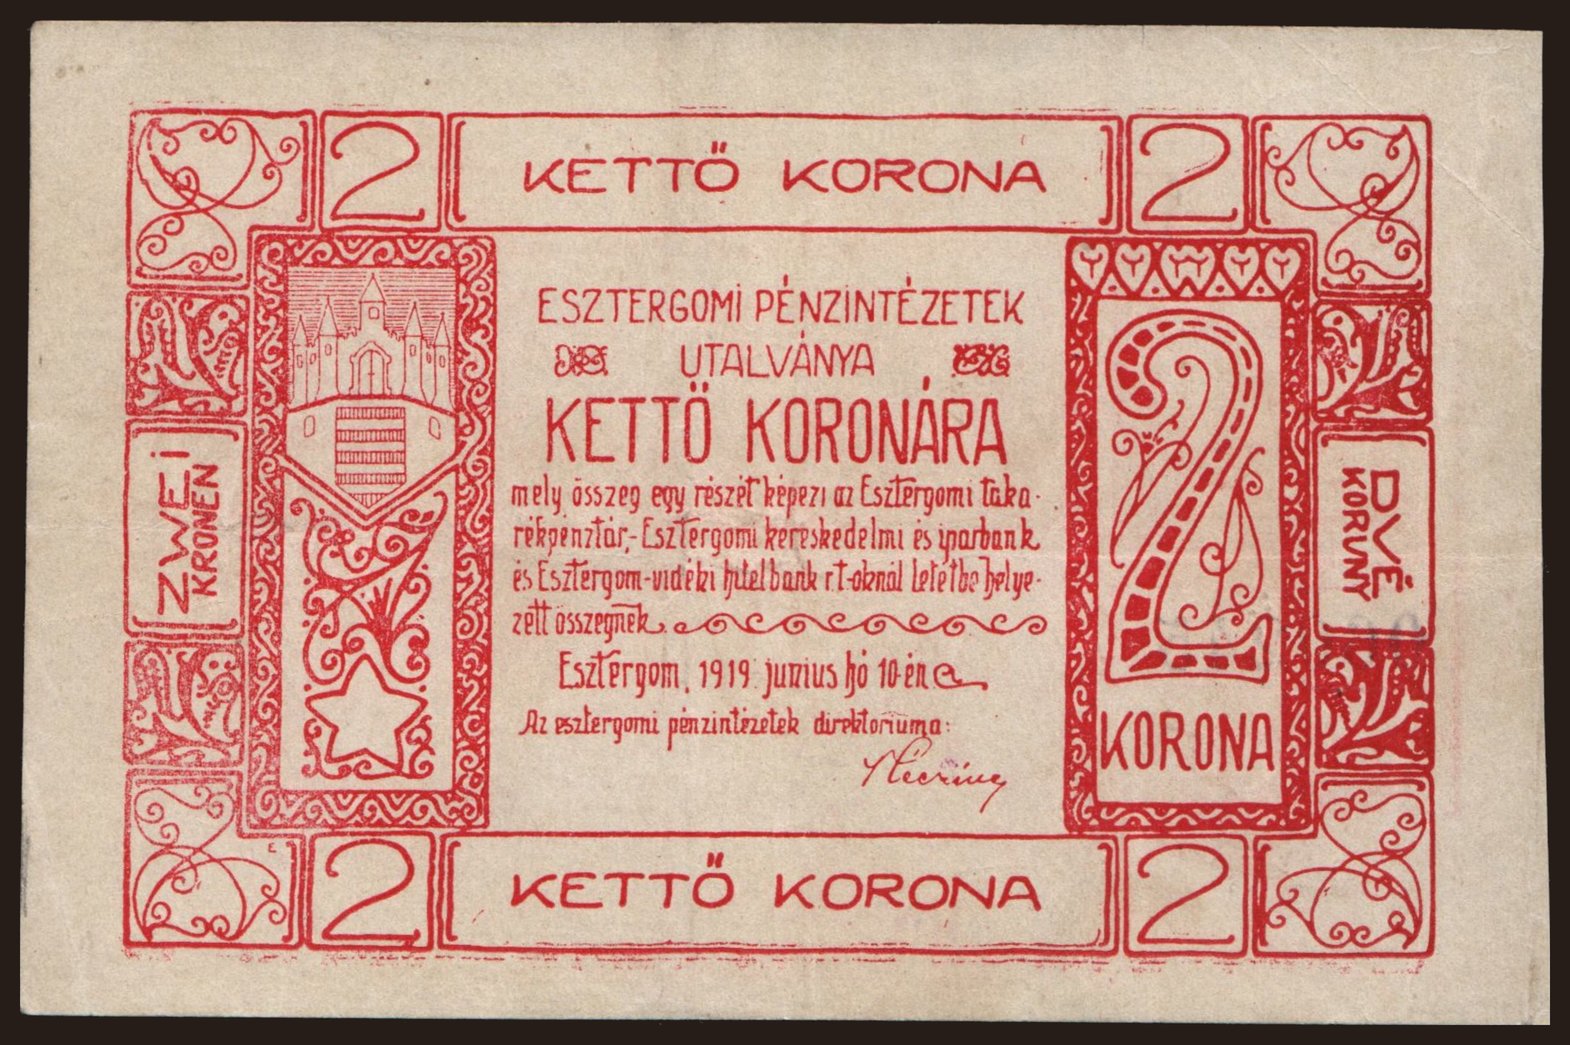 2 KETTŐ KORONA 2
ESZTERGOMI PÉNZINTÉZETEK
UTALVÁNYA
KETTŐ KORONÁRA
mely összeg egy részét képezi az Esztergomi taka-
rékpénztár,-Esztergomi kereskedelmi és iparbank
és Esztergom-vidéki hitelbank r.t-oknál letétbe helye-
zett összegnek.
Esztergom, 1919. junius hó 10-én
Az esztergomi pénzintézetek direktoriuma:
ZWEI
KRONEN
2
KORONA
DVĚ
KORUNY
E
2 KETTŐ KORONA 2